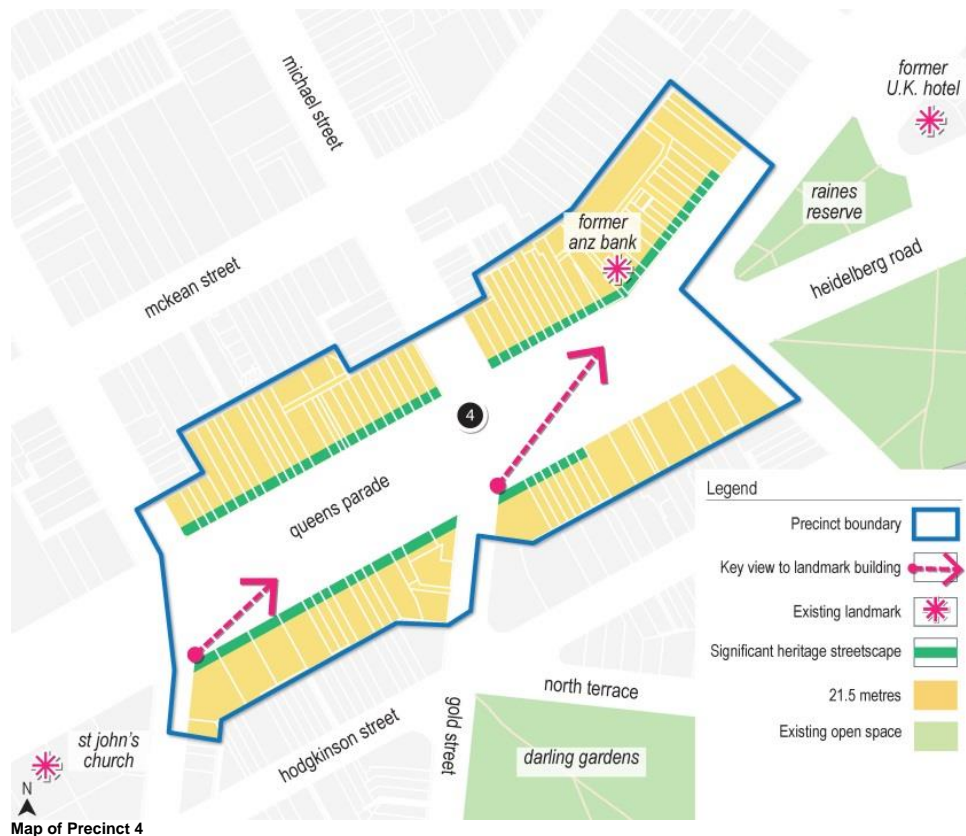 michael street
former
U.K. hotel
raines
reserve
former
anz bank
heidelberg road
mckean street
4
queens parade
Legend
Precinct boundary
Key view to landmark building
Existing landmark
Significant heritage streetscape
21.5 metres
Existing open space
north terrace
st john's
church
hodgkinson street
gold street
darling gardens
N
Map of Precinct 4